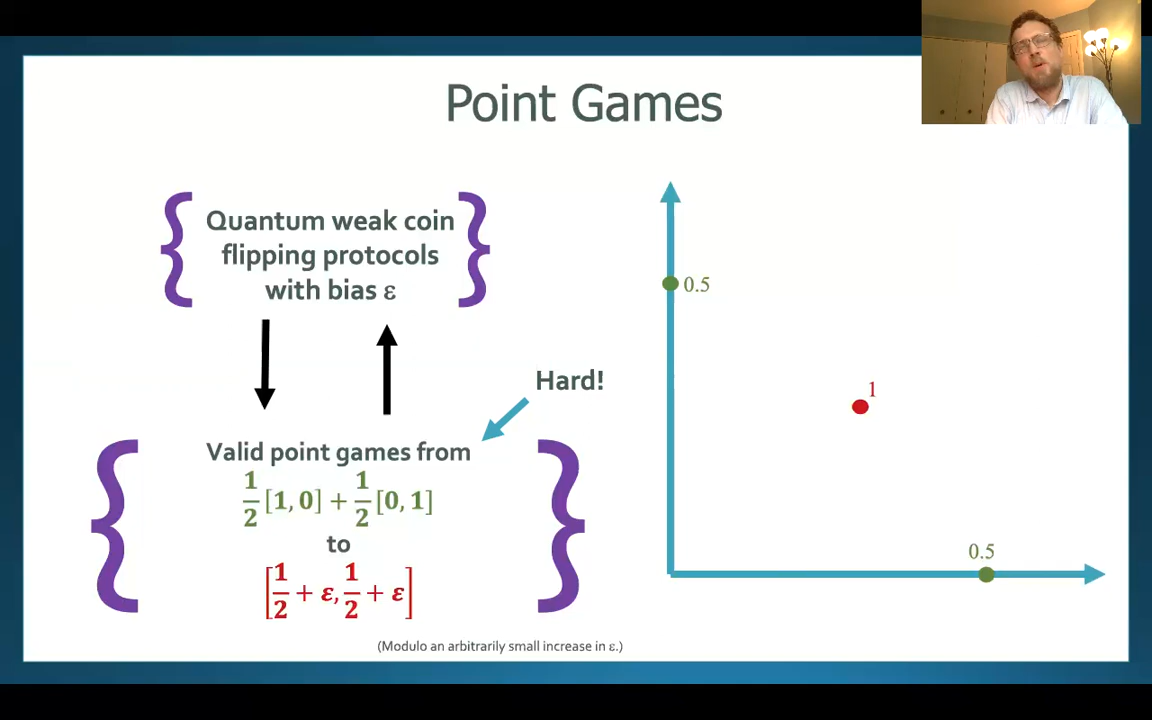 Point Games
Quantum weak coin
flipping protocols
with bias ε
Hard!
Valid point games from
1/2 [1, 0] + 1/2 [0, 1]
to
[1/2 + ε, 1/2 + ε]
(Modulo an arbitrarily small increase in ε.)
0.5
1
0.5